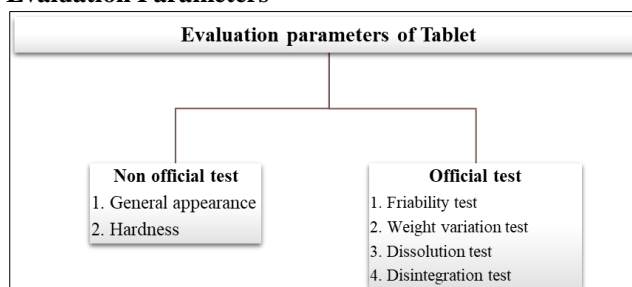 Evaluation Parameters
Evaluation parameters of Tablet
Non official test
1. General appearance
2. Hardness
Official test
1. Friability test
2. Weight variation test
3. Dissolution test
4. Disintegration test